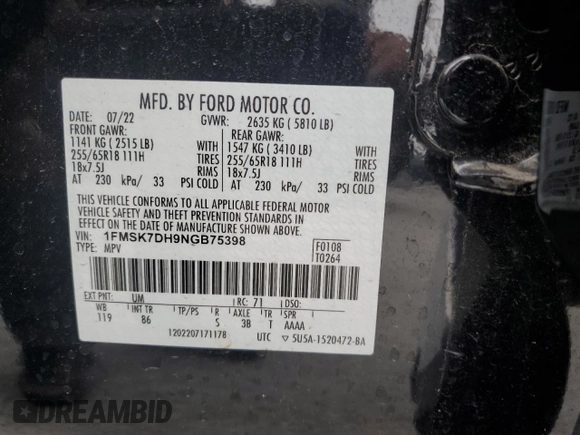 MFD. BY FORD MOTOR CO.
DATE: 07/22 GVWR: 2635 KG ( 5810 LB)
FRONT GAWR: REAR GAWR:
1141 KG ( 2515 LB) WITH 1547 KG ( 3410 LB) WITH
255/65R18 111H TIRES 255/65R18 111H TIRES
18x7.5J RIMS 18x7.5J RIMS
AT 230 kPa/ 33 PSI COLD AT 230 kPa/ 33 PSI COLD
THIS VEHICLE CONFORMS TO ALL APPLICABLE FEDERAL MOTOR
VEHICLE SAFETY AND THEFT PREVENTION STANDARDS IN
EFFECT ON THE DATE OF MANUFACTURE SHOWN ABOVE.
VIN: 1FMSK7DH9NGB75398
TYPE: MPV
F0108
T0264
EXT PNT: UM RC: 71 DSO:
WB INT TR TP/PS R AXLE TR SPR
119 86 S 3B T AAAA
1202207171178 UTC ▽ 5U5A-1520472-BA
DREAMBID